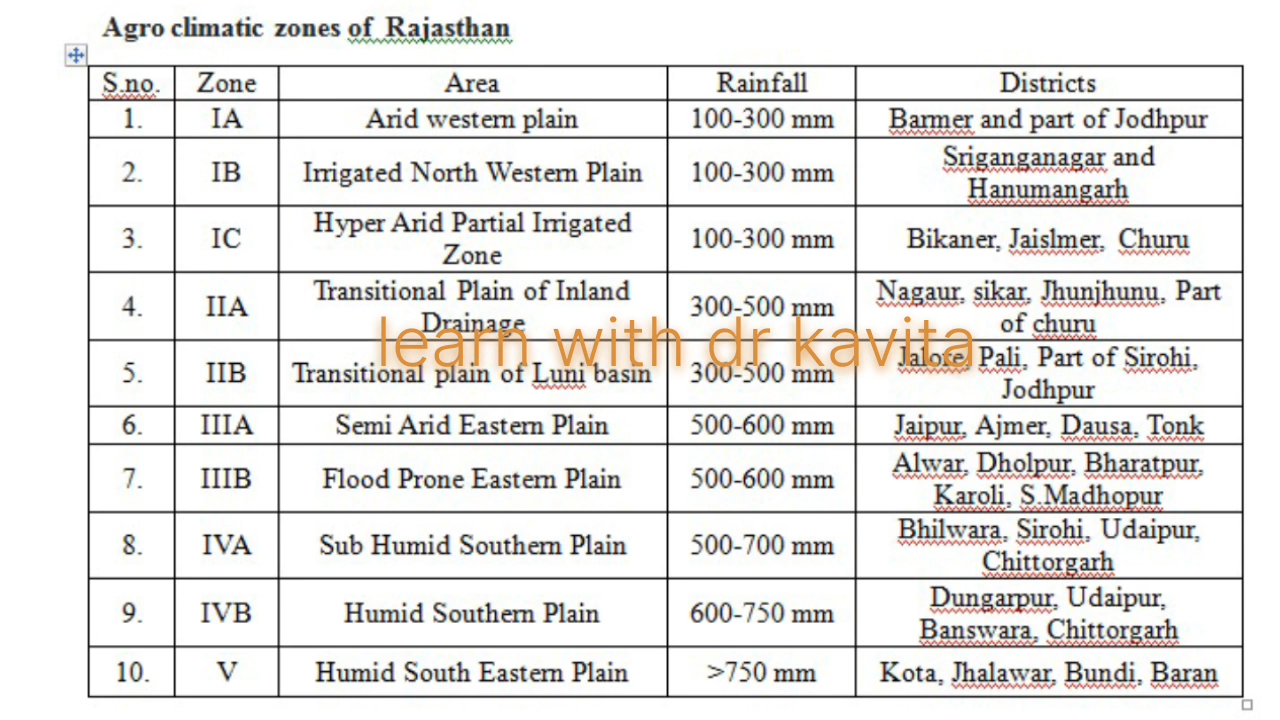 Agro climatic zones of Rajasthan
S.no. Zone Area Rainfall Districts
1. IA Arid western plain 100-300 mm Barmer and part of Jodhpur
2. IB Irrigated North Western Plain 100-300 mm Sriganganagar and
Hanumangarh
3. IC Hyper Arid Partial Irrigated
Zone 100-300 mm Bikaner, Jaislmer, Churu
4. IIA Transitional Plain of Inland
Drainage 300-500 mm Nagaur, sikar, Jhunjhunu, Part
of churu
learn with dr kavita
5. IIB Transitional plain of Luni basin 300-500 mm Jalore, Pali, Part of Sirohi,
Jodhpur
6. IIIA Semi Arid Eastern Plain 500-600 mm Jaipur, Ajmer, Dausa, Tonk
7. IIIB Flood Prone Eastern Plain 500-600 mm Alwar, Dholpur, Bharatpur,
Karoli, S.Madhopur
8. IVA Sub Humid Southern Plain 500-700 mm Bhilwara, Sirohi, Udaipur,
Chittorgarh
9. IVB Humid Southern Plain 600-750 mm Dungarpur, Udaipur,
Banswara, Chittorgarh
10. V Humid South Eastern Plain >750 mm Kota, Jhalawar, Bundi, Baran